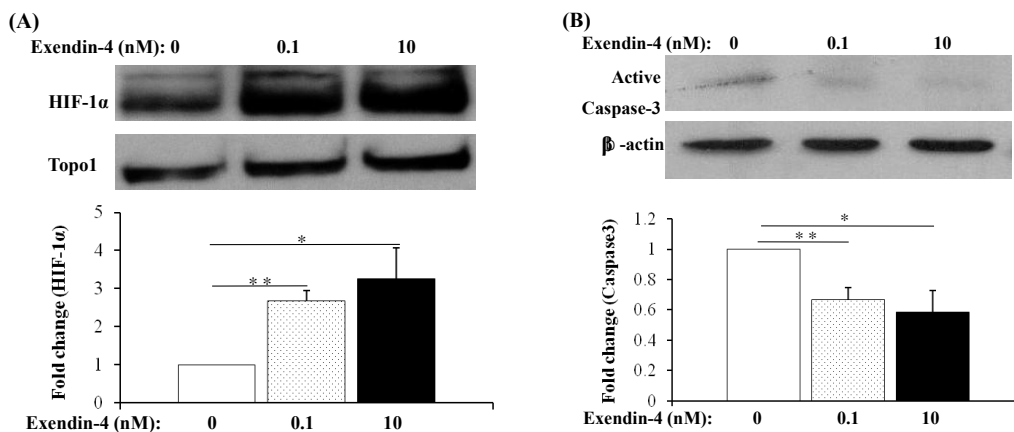 (A)
Exendin-4 (nM): 0 0.1 10
HIF-1α
Topo1
5
4
3
2
1
0
Fold change (HIF-1α)
*
**
0 0.1 10
Exendin-4 (nM):
(B)
Exendin-4 (nM): 0 0.1 10
Active
Caspase-3
-actin
1.2
1
0.8
0.6
0.4
0.2
0
Fold change (Caspase3)
*
**
Exendin-4 (nM): 0 0.1 10